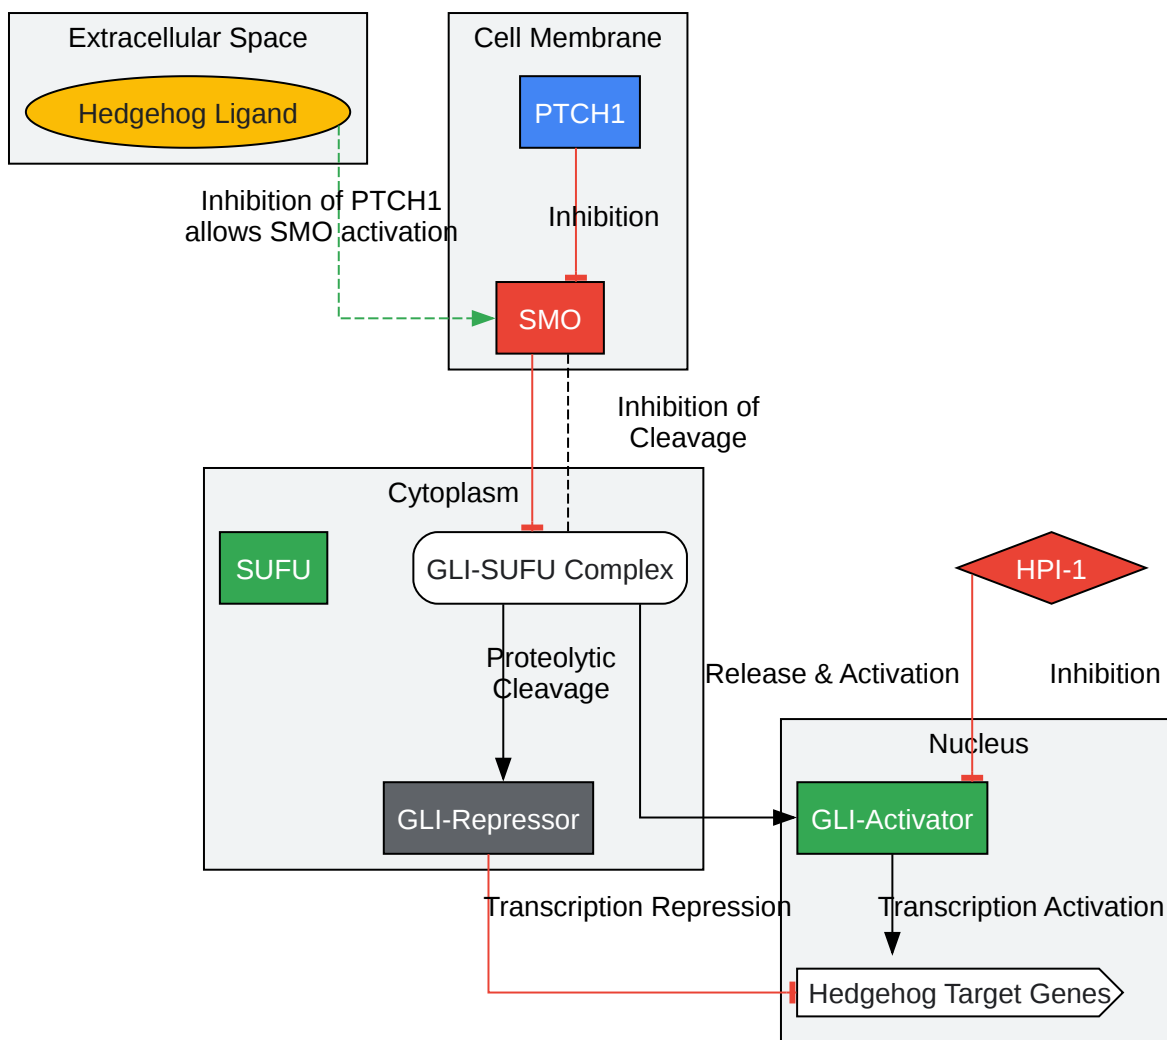 Extracellular Space
Cell Membrane
Hedgehog Ligand
PTCH1
Inhibition of PTCH1
allows SMO activation
Inhibition
SMO
Inhibition of
Cleavage
Cytoplasm
SUFU
GLI-SUFU Complex
HPI-1
Proteolytic
Cleavage
Release & Activation
Inhibition
Nucleus
GLI-Repressor
GLI-Activator
Transcription Repression
Transcription Activation
Hedgehog Target Genes